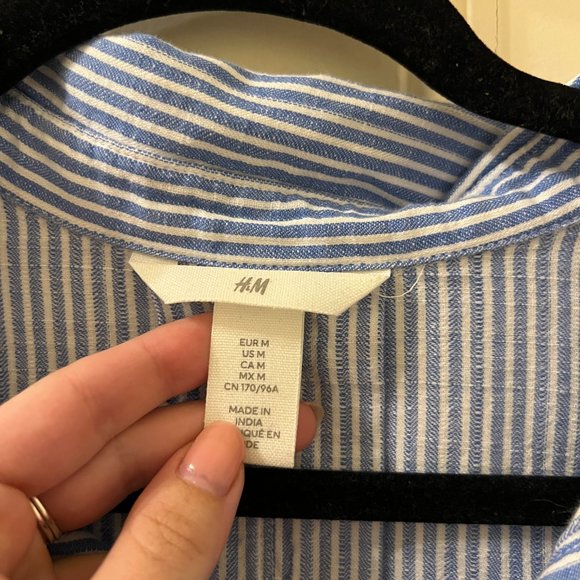 H&M
EUR M
US M
CA M
MX M
CN 170/96A
MADE IN
INDIA